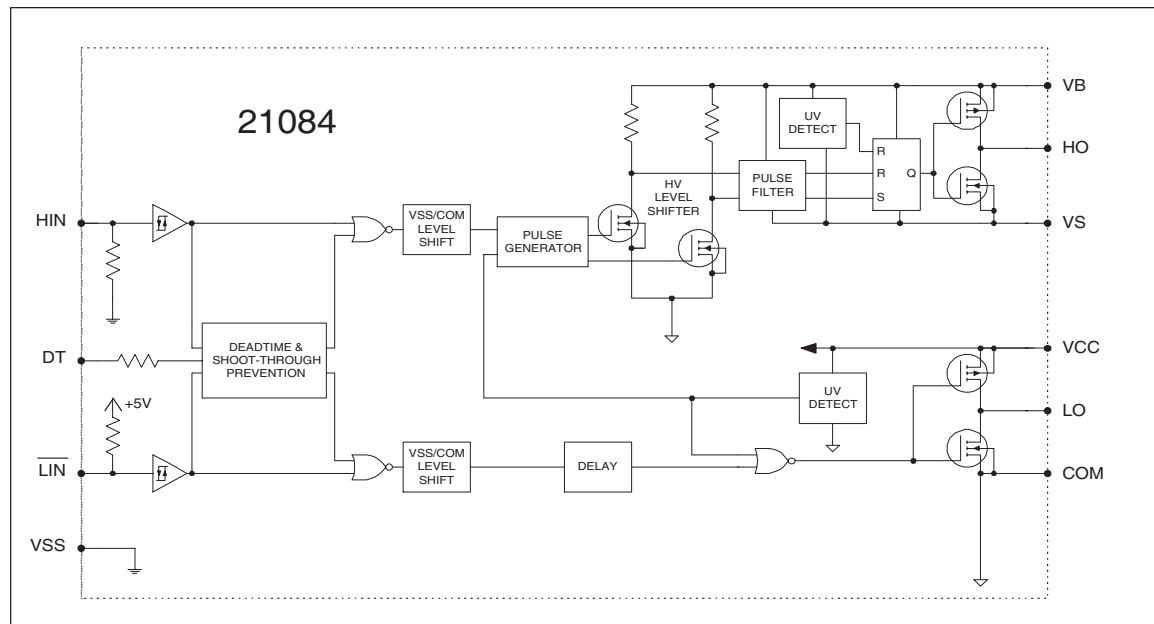 21084
VB
UV
DETECT
HO
R
R
Q
S
PULSE
FILTER
HV
LEVEL
SHIFTER
VS
HIN
VSS/COM
LEVEL
SHIFT
PULSE
GENERATOR
DT
DEADTIME &
SHOOT-THROUGH
PREVENTION
VCC
UV
DETECT
LO
+5V
LIN
VSS/COM
LEVEL
SHIFT
DELAY
COM
VSS